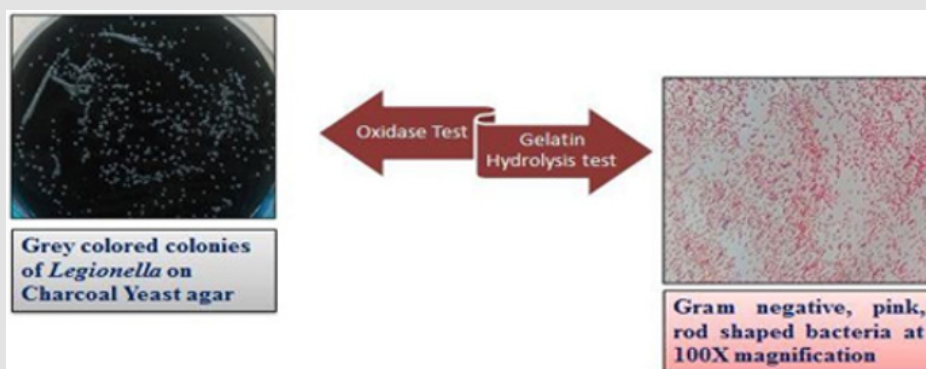 Oxidase Test
Gelatin
Hydrolysis test
Grey colored colonies
of Legionella on
Charcoal Yeast agar
Gram negative, pink,
rod shaped bacteria at
100X magnification